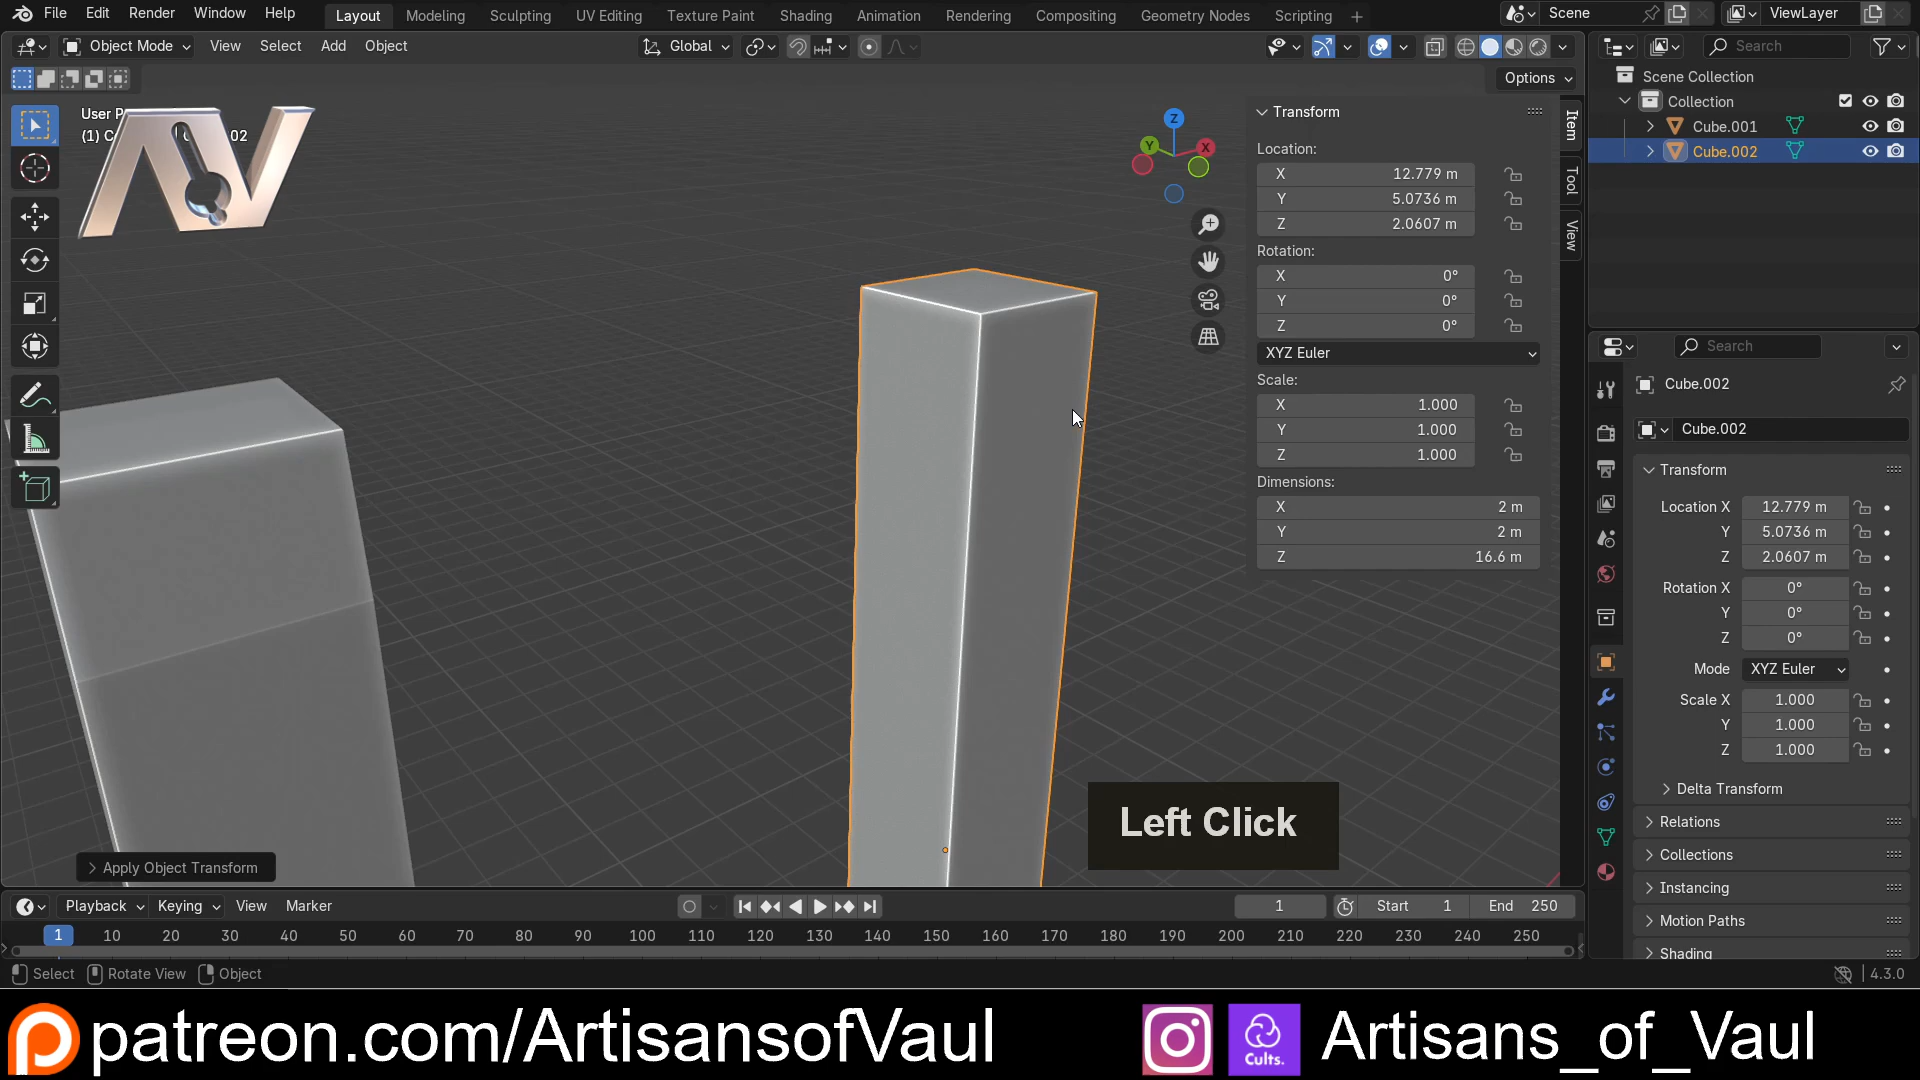 File Edit Render Window Help Layout Modeling Sculpting UV Editing Texture Paint Shading Animation Rendering Compositing Geometry Nodes Scripting + Scene ViewLayer
Object Mode View Select Add Object Global Search
Options
User P
(1) C 02
AV
Transform
Location:
X 12.779 m
Y 5.0736 m
Z 2.0607 m
Rotation:
X 0°
Y 0°
Z 0°
XYZ Euler
Scale:
X 1.000
Y 1.000
Z 1.000
Dimensions:
X 2 m
Y 2 m
Z 16.6 m
Item
Tool
View
Z
Y
X
Scene Collection
Collection
Cube.001
Cube.002
Search
Cube.002
Cube.002
Transform
Location X 12.779 m
Y 5.0736 m
Z 2.0607 m
Rotation X 0°
Y 0°
Z 0°
Mode XYZ Euler
Scale X 1.000
Y 1.000
Z 1.000
Delta Transform
Relations
Collections
Instancing
Motion Paths
Shading
Left Click
Apply Object Transform
Playback Keying View Marker 1 Start 1 End 250
1 10 20 30 40 50 60 70 80 90 100 110 120 130 140 150 160 170 180 190 200 210 220 230 240 250
Select Rotate View Object 4.3.0
patreon.com/ArtisansofVaul Cults. Artisans_of_Vaul